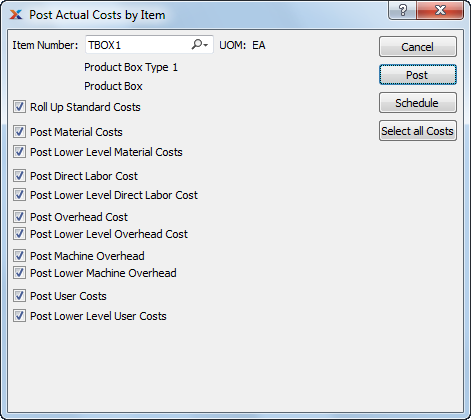 Post Actual Costs by Item
Item Number: TBOX1 UOM: EA
Cancel
Product Box Type 1
Post
Product Box
Roll Up Standard Costs
Schedule
Post Material Costs
Select all Costs
Post Lower Level Material Costs
Post Direct Labor Cost
Post Lower Level Direct Labor Cost
Post Overhead Cost
Post Lower Level Overhead Cost
Post Machine Overhead
Post Lower Machine Overhead
Post User Costs
Post Lower Level User Costs